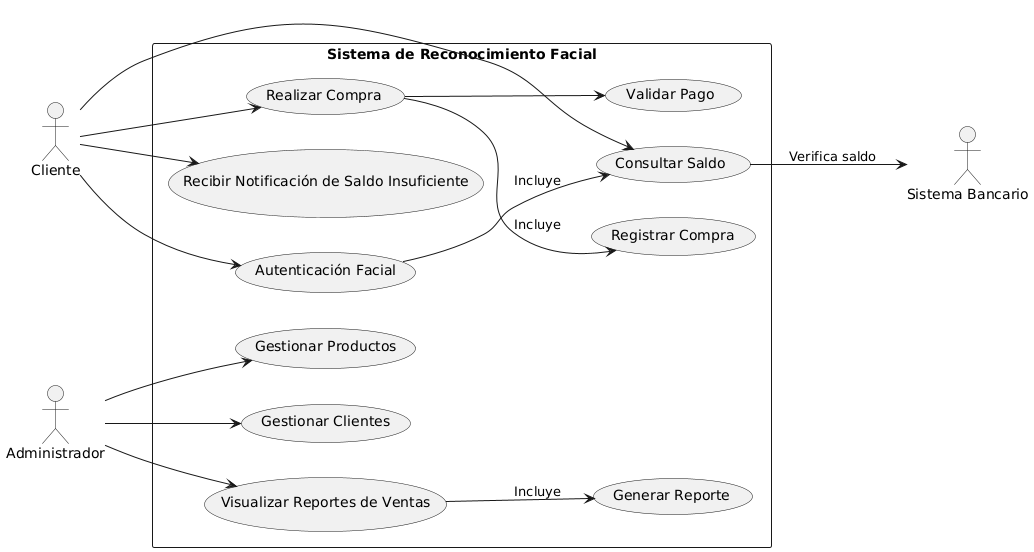 Sistema de Reconocimiento Facial
Realizar Compra
Validar Pago
Cliente
Recibir Notificación de Saldo Insuficiente
Consultar Saldo
Verifica saldo
Sistema Bancario
Incluye
Incluye
Registrar Compra
Autenticación Facial
Gestionar Productos
Administrador
Gestionar Clientes
Visualizar Reportes de Ventas
Incluye
Generar Reporte